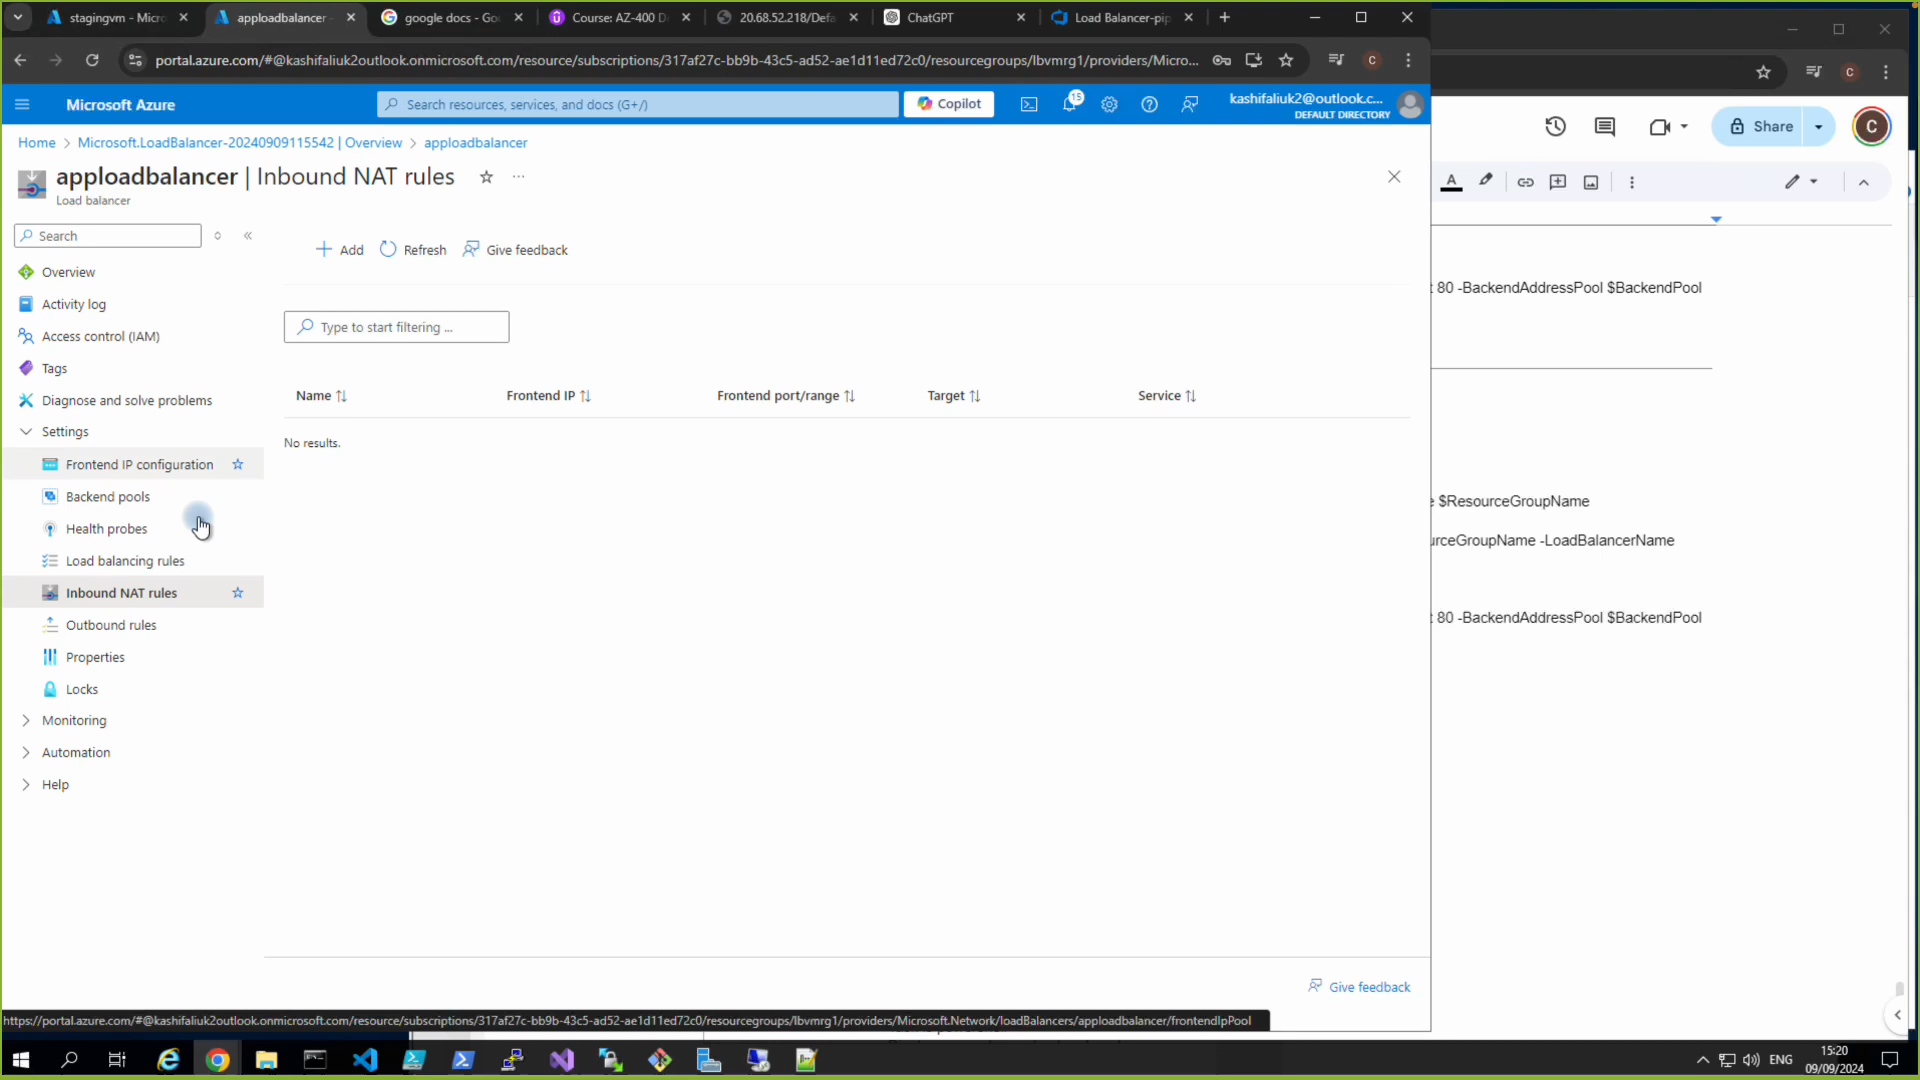 stagingvm - Micro
apploadbalancer -
google docs - Goo
Course: AZ-400 D
20.68.52.218/Defa
ChatGPT
Load Balancer-pip
portal.azure.com/#@kashifaliuk2outlook.onmicrosoft.com/resource/subscriptions/317af27c-bb9b-43c5-ad52-ae1d11ed72c0/resourcegroups/lbvmrg1/providers/Micro...
C
C
Microsoft Azure
Search resources, services, and docs (G+/)
Copilot
15
kashifaliuk2@outlook.c...
DEFAULT DIRECTORY
Share
C
Home > Microsoft.LoadBalancer-20240909115542 | Overview > apploadbalancer
apploadbalancer | Inbound NAT rules
Load balancer
Search
Add
Refresh
Give feedback
Overview
Activity log
Access control (IAM)
Tags
Diagnose and solve problems
Settings
Frontend IP configuration
Backend pools
Health probes
Load balancing rules
Inbound NAT rules
Outbound rules
Properties
Locks
Monitoring
Automation
Help
Type to start filtering ...
Name
Frontend IP
Frontend port/range
Target
Service
No results.
Give feedback
A
80 -BackendAddressPool $BackendPool
$ResourceGroupName
urceGroupName -LoadBalancerName
80 -BackendAddressPool $BackendPool
https://portal.azure.com/#@kashifaliuk2outlook.onmicrosoft.com/resource/subscriptions/317af27c-bb9b-43c5-ad52-ae1d11ed72c0/resourcegroups/lbvmrg1/providers/Microsoft.Network/loadBalancers/apploadbalancer/frontendIpPool
ENG
15:20
09/09/2024